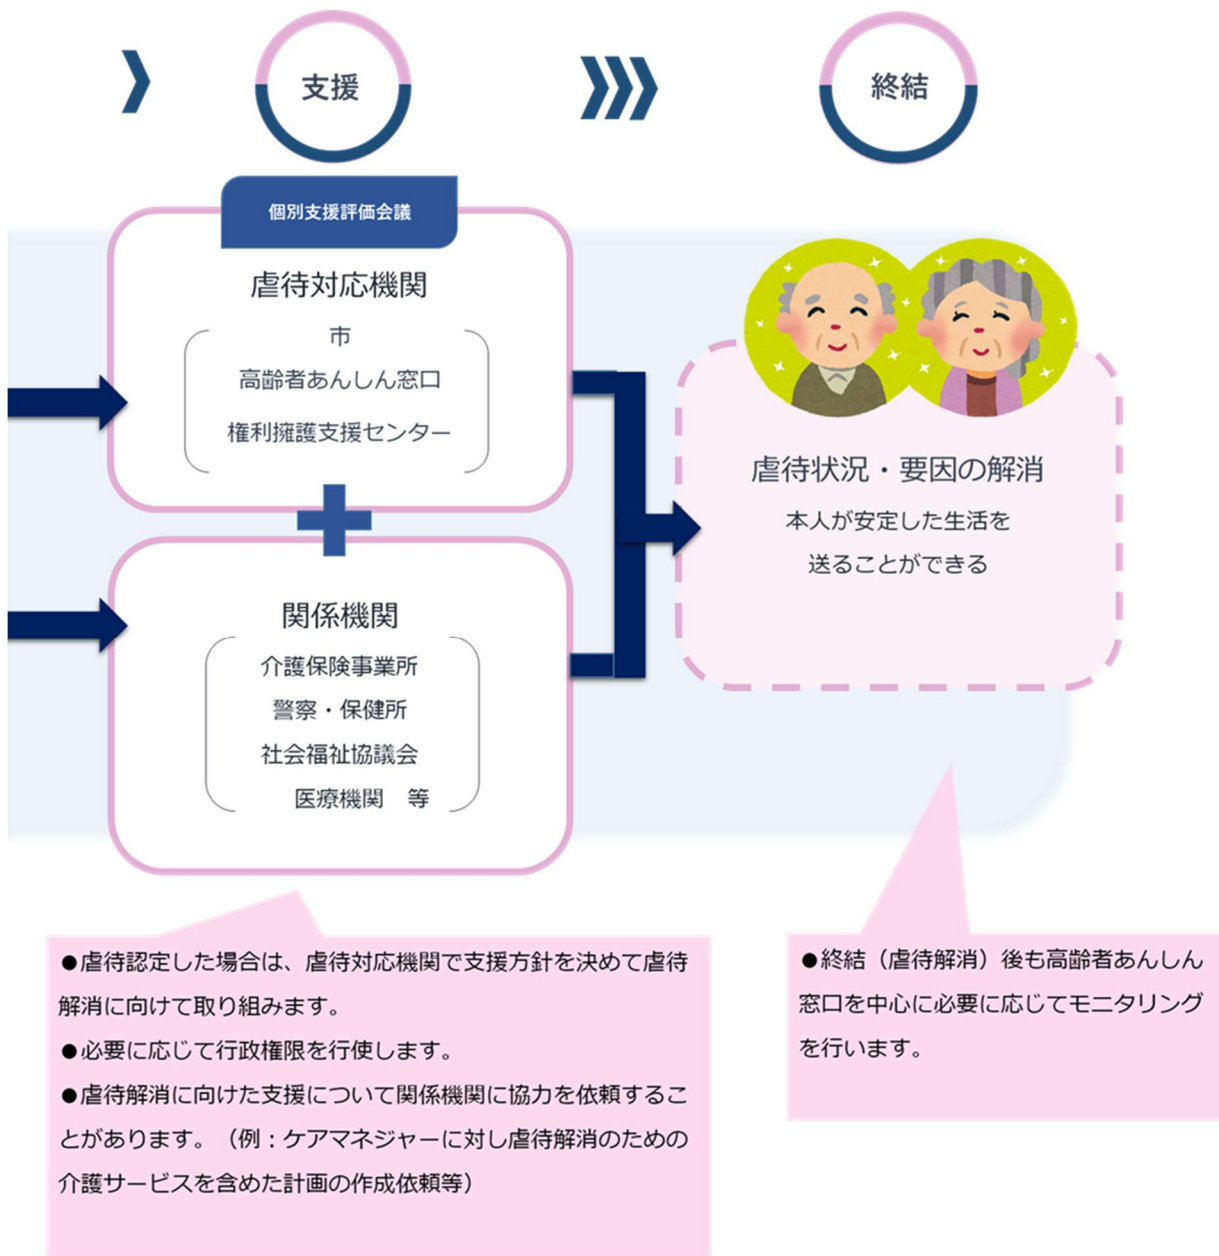 支援
終結
個別支援評価会議
虐待対応機関
市
高齢者あんしん窓口
権利擁護支援センター
関係機関
介護保険事業所
警察・保健所
社会福祉協議会
医療機関　等
虐待状況・要因の解消
本人が安定した生活を
送ることができる
●虐待認定した場合は、虐待対応機関で支援方針を決めて虐待
解消に向けて取り組みます。
●必要に応じて行政権限を行使します。
●虐待解消に向けた支援について関係機関に協力を依頼するこ
とがあります。（例：ケアマネジャーに対し虐待解消のための
介護サービスを含めた計画の作成依頼等）
●終結（虐待解消）後も高齢者あんしん
窓口を中心に必要に応じてモニタリング
を行います。